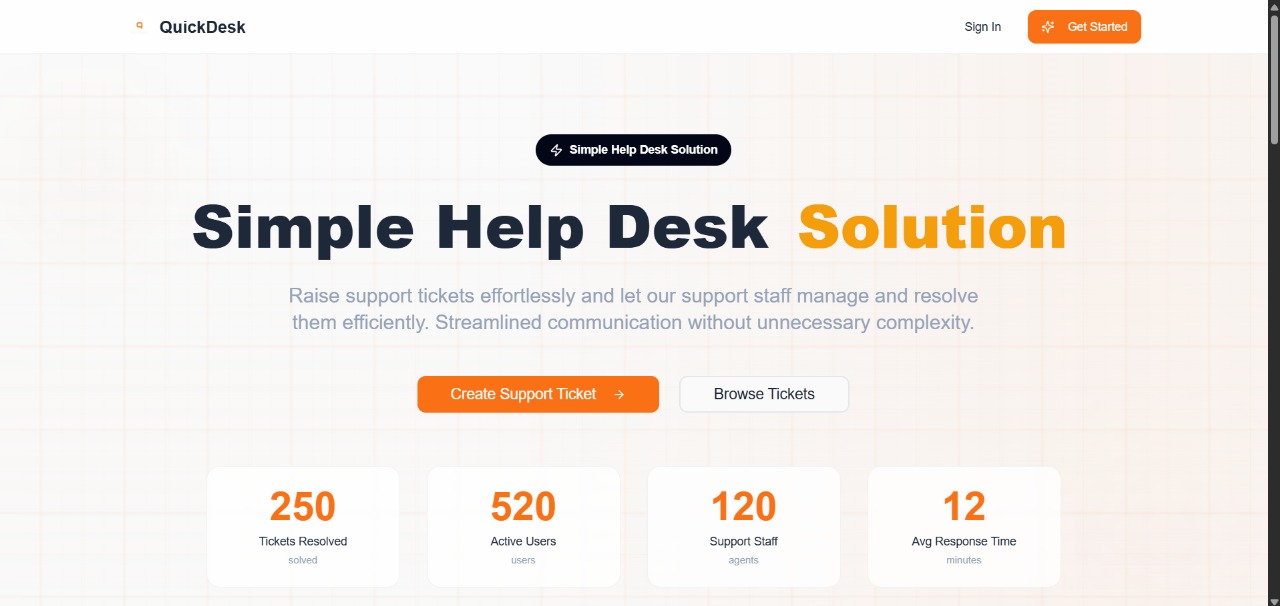 QuickDesk
Sign In
Get Started
Simple Help Desk Solution
Simple Help Desk Solution
Raise support tickets effortlessly and let our support staff manage and resolve
them efficiently. Streamlined communication without unnecessary complexity.
Create Support Ticket
Browse Tickets
250
Tickets Resolved
solved
520
Active Users
users
120
Support Staff
agents
12
Avg Response Time
minutes